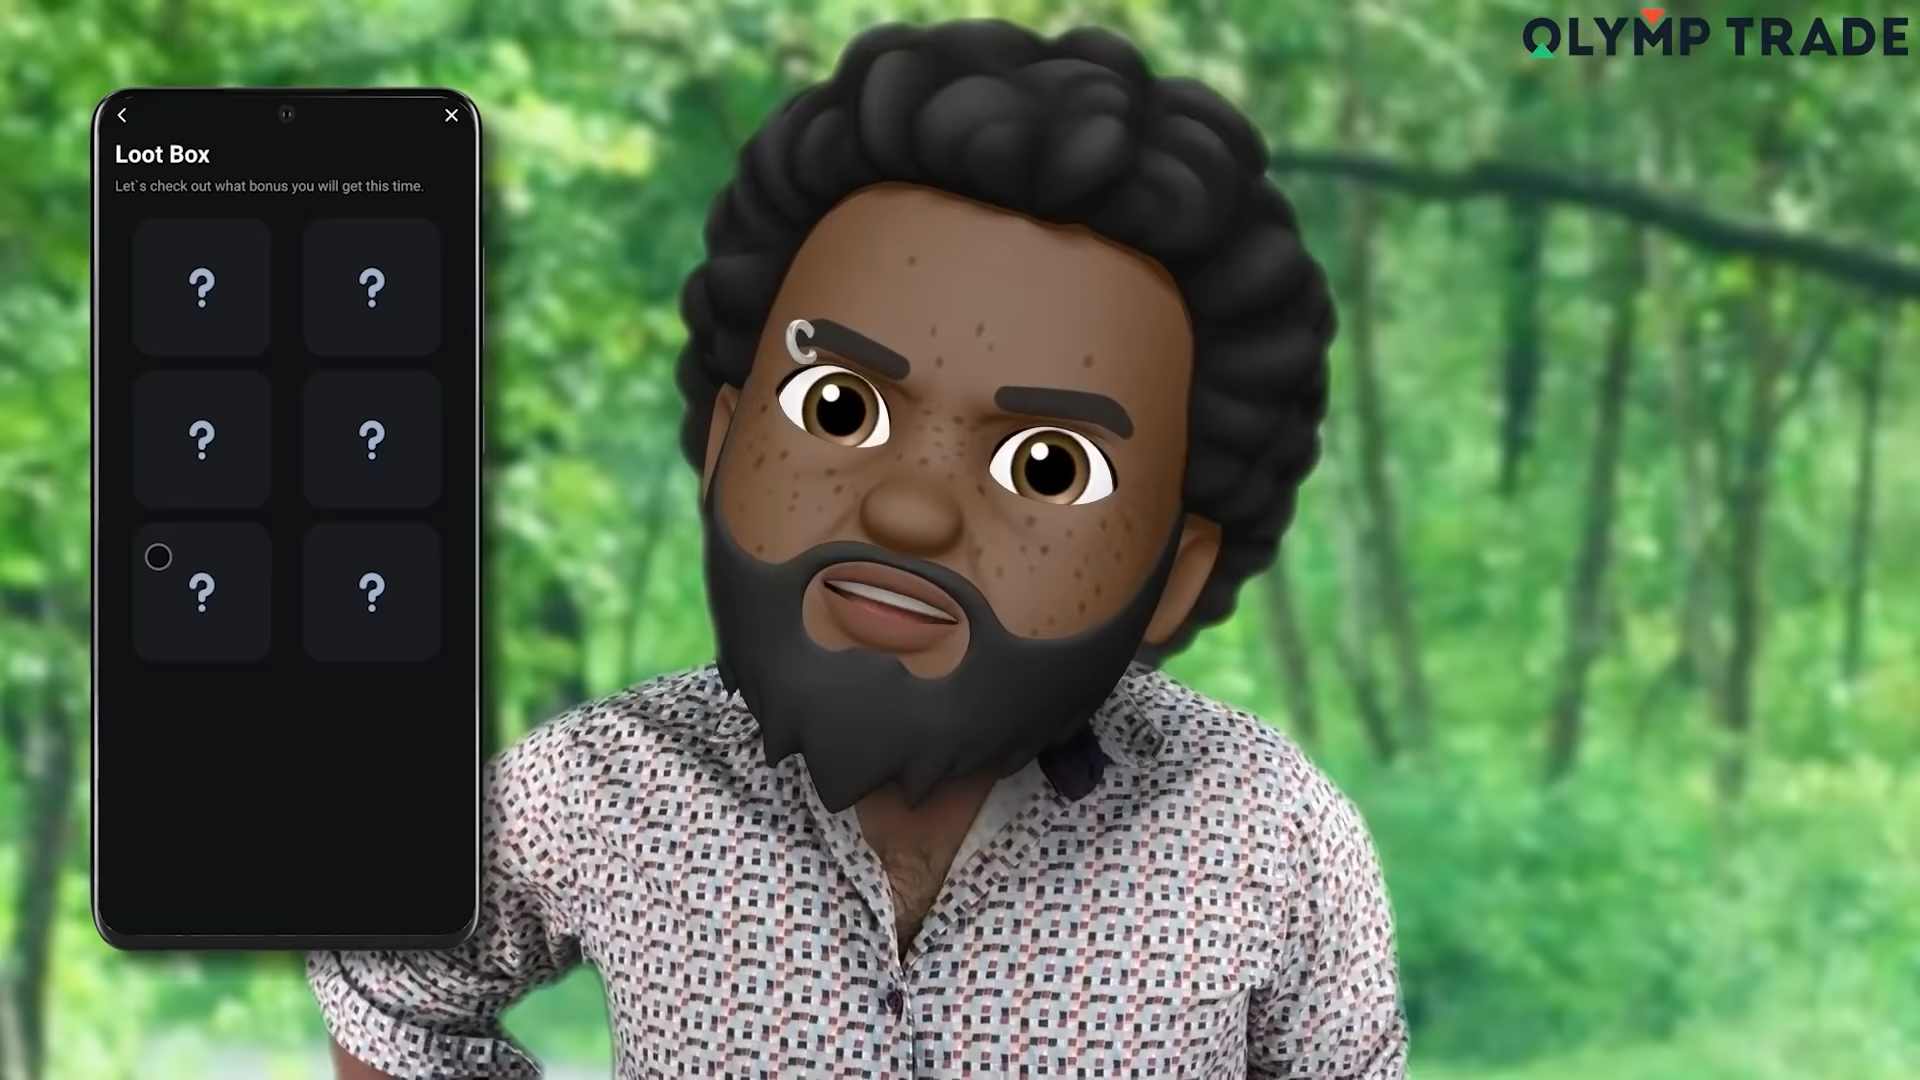 OLYMP TRADE
Loot Box
Let`s check out what bonus you will get this time.
? ?
? ?
? ?